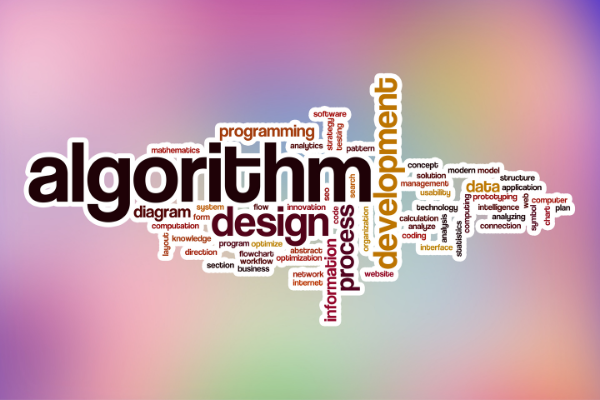 software
programming
strategy
testing
development
analytics
pattern
mathematics
algorithm
concept
modern model
solution
structure
management
data
application
usability
prototyping
web
computer
search
seo
system
flow
innovation
code
diagram
form
design
process
organization
technology
computing
intelligence
symbol
chart
plan
calculation
analysis
analyzing
computation
analyze
statistics
connection
coding
layout
knowledge
program
optimize
interface
direction
flowchart
abstract
information
workflow
optimization
section
business
network
website
internet